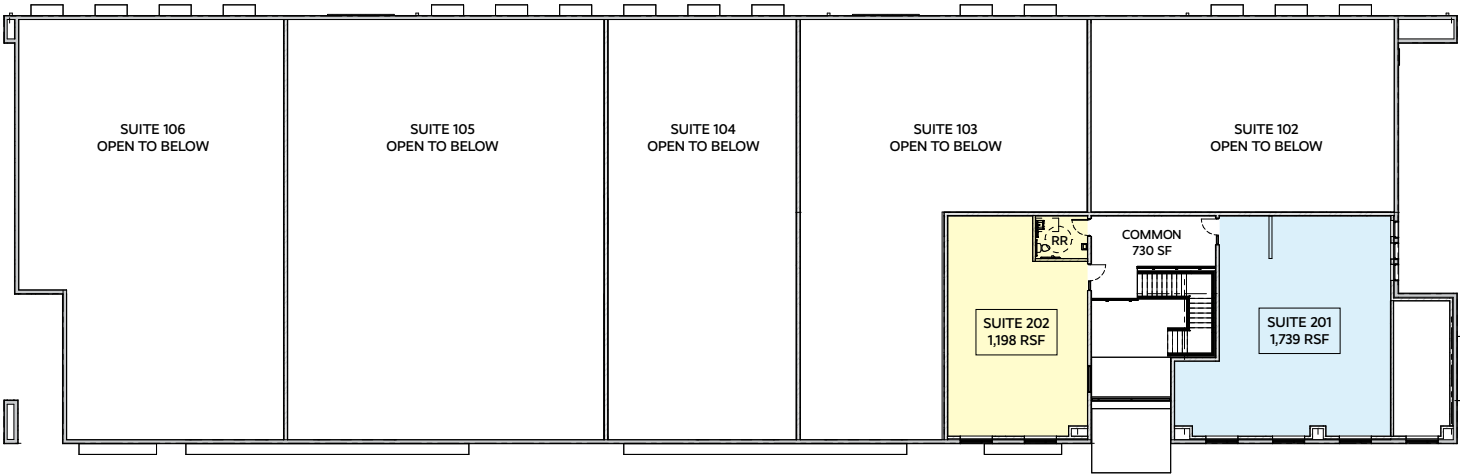 SUITE 106
OPEN TO BELOW
SUITE 105
OPEN TO BELOW
SUITE 104
OPEN TO BELOW
SUITE 103
OPEN TO BELOW
SUITE 102
OPEN TO BELOW
RR
COMMON
730 SF
SUITE 202
1,198 RSF
SUITE 201
1,739 RSF